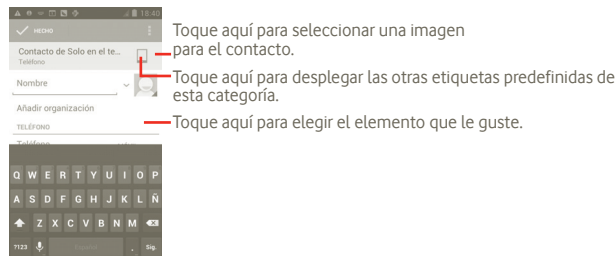 18:40
HECHO
Contacto de Solo en el te...
Teléfono
Nombre
Añadir organización
TELÉFONO
Teléfono
Q W E R T Y U I O P
A S D F G H J K L Ñ
Z X C V B N M
?123 . Sig.
Toque aquí para seleccionar una imagen
para el contacto.
Toque aquí para desplegar las otras etiquetas predefinidas de
esta categoría.
Toque aquí para elegir el elemento que le guste.